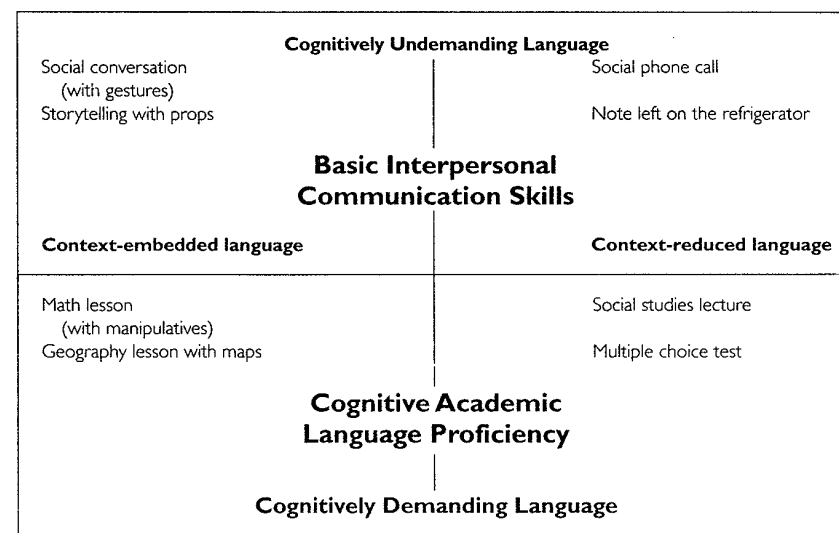 Cognitively Undemanding Language
Social conversation
(with gestures)
Storytelling with props
Social phone call
Note left on the refrigerator
Basic Interpersonal
Communication Skills
Context-embedded language
Context-reduced language
Math lesson
(with manipulatives)
Geography lesson with maps
Social studies lecture
Multiple choice test
Cognitive Academic
Language Proficiency
Cognitively Demanding Language